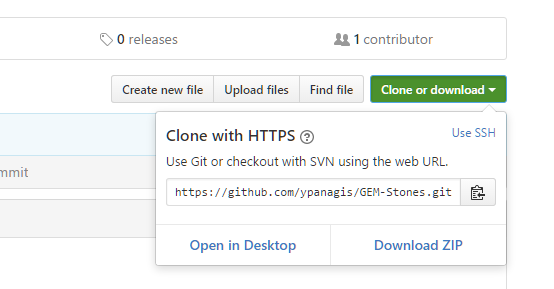 0 releases
1 contributor
Create new file
Upload files
Find file
Clone or download
Clone with HTTPS ?
Use SSH
Use Git or checkout with SVN using the web URL.
mmit
https://github.com/ypanagis/GEM-Stones.git
Open in Desktop
Download ZIP